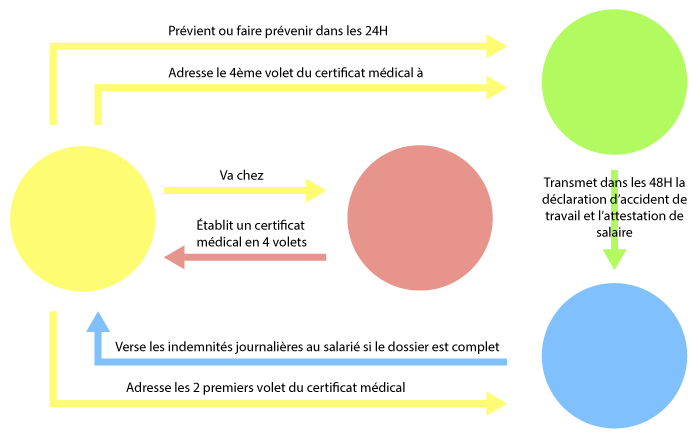 Prévient ou faire prévenir dans les 24H
Adresse le 4ème volet du certificat médical à
Va chez
Établit un certificat
médical en 4 volets
Transmet dans les 48H la
déclaration d'accident de
travail et l'attestation de
salaire
Verse les indemnités journalières au salarié si le dossier est complet
Adresse les 2 premiers volet du certificat médical